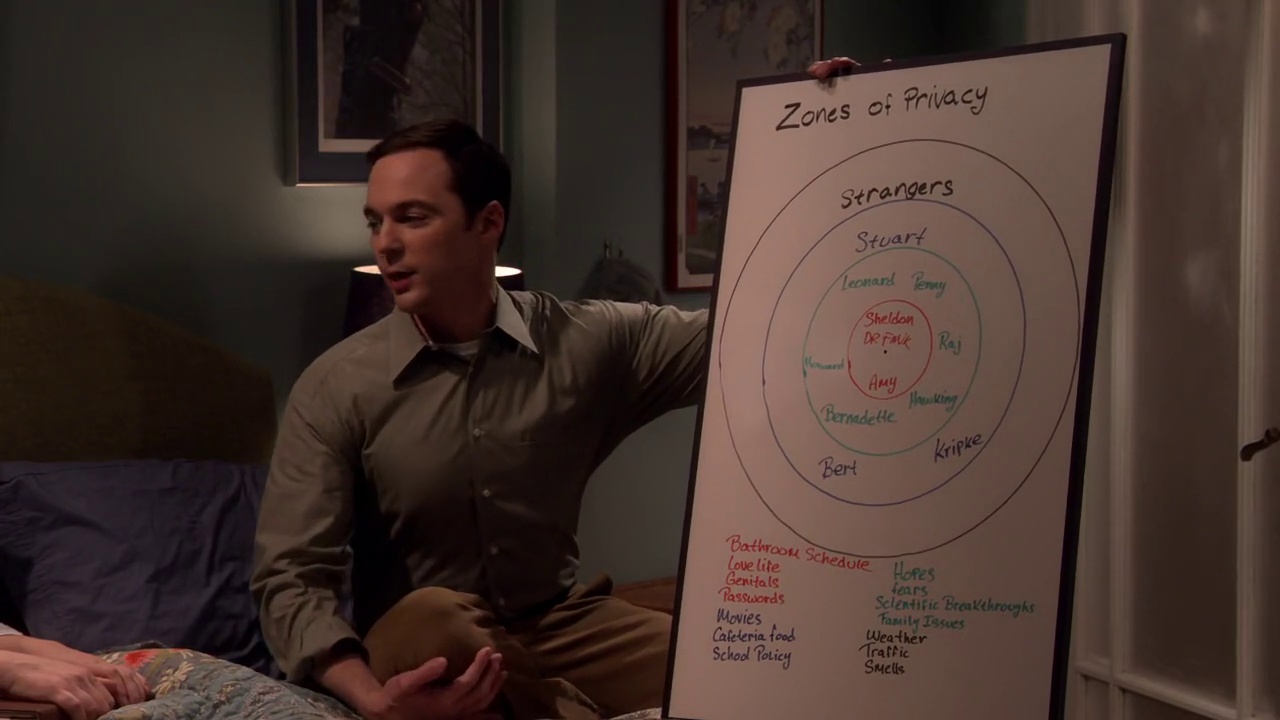 Zones of Privacy
Strangers
Stuart
Leonard Penny
Sheldon
DR. FMK
Raj
Howard
Amy
Hawking
Bernadette
Kripke
Bert
Bathroom Schedule
Love life
Genitals
Passwords
Movies
Cafeteria food
School Policy
Hopes
fears
Scientific Breakthroughs
Family Issues
Weather
Traffic
Smells